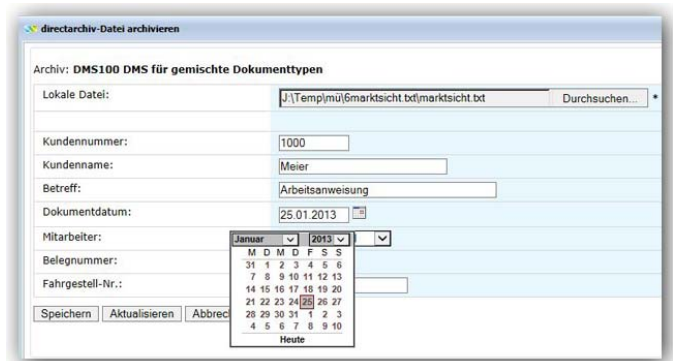 directarchiv-Datei archivieren
Archiv: DMS100 DMS für gemischte Dokumenttypen
Lokale Datei: J:\Temp\mü\6marktsicht.txt\marktsicht.txt Durchsuchen... *
Kundennummer: 1000
Kundenname: Meier
Betreff: Arbeitsanweisung
Dokumentdatum: 25.01.2013
Mitarbeiter:
Belegnummer:
Fahrgestell-Nr.:
Speichern Aktualisieren Abbrech
Januar 2013
M D M D F S S
31 1 2 3 4 5 6
7 8 9 10 11 12 13
14 15 16 17 18 19 20
21 22 23 24 25 26 27
28 29 30 31 1 2 3
4 5 6 7 8 9 10
Heute